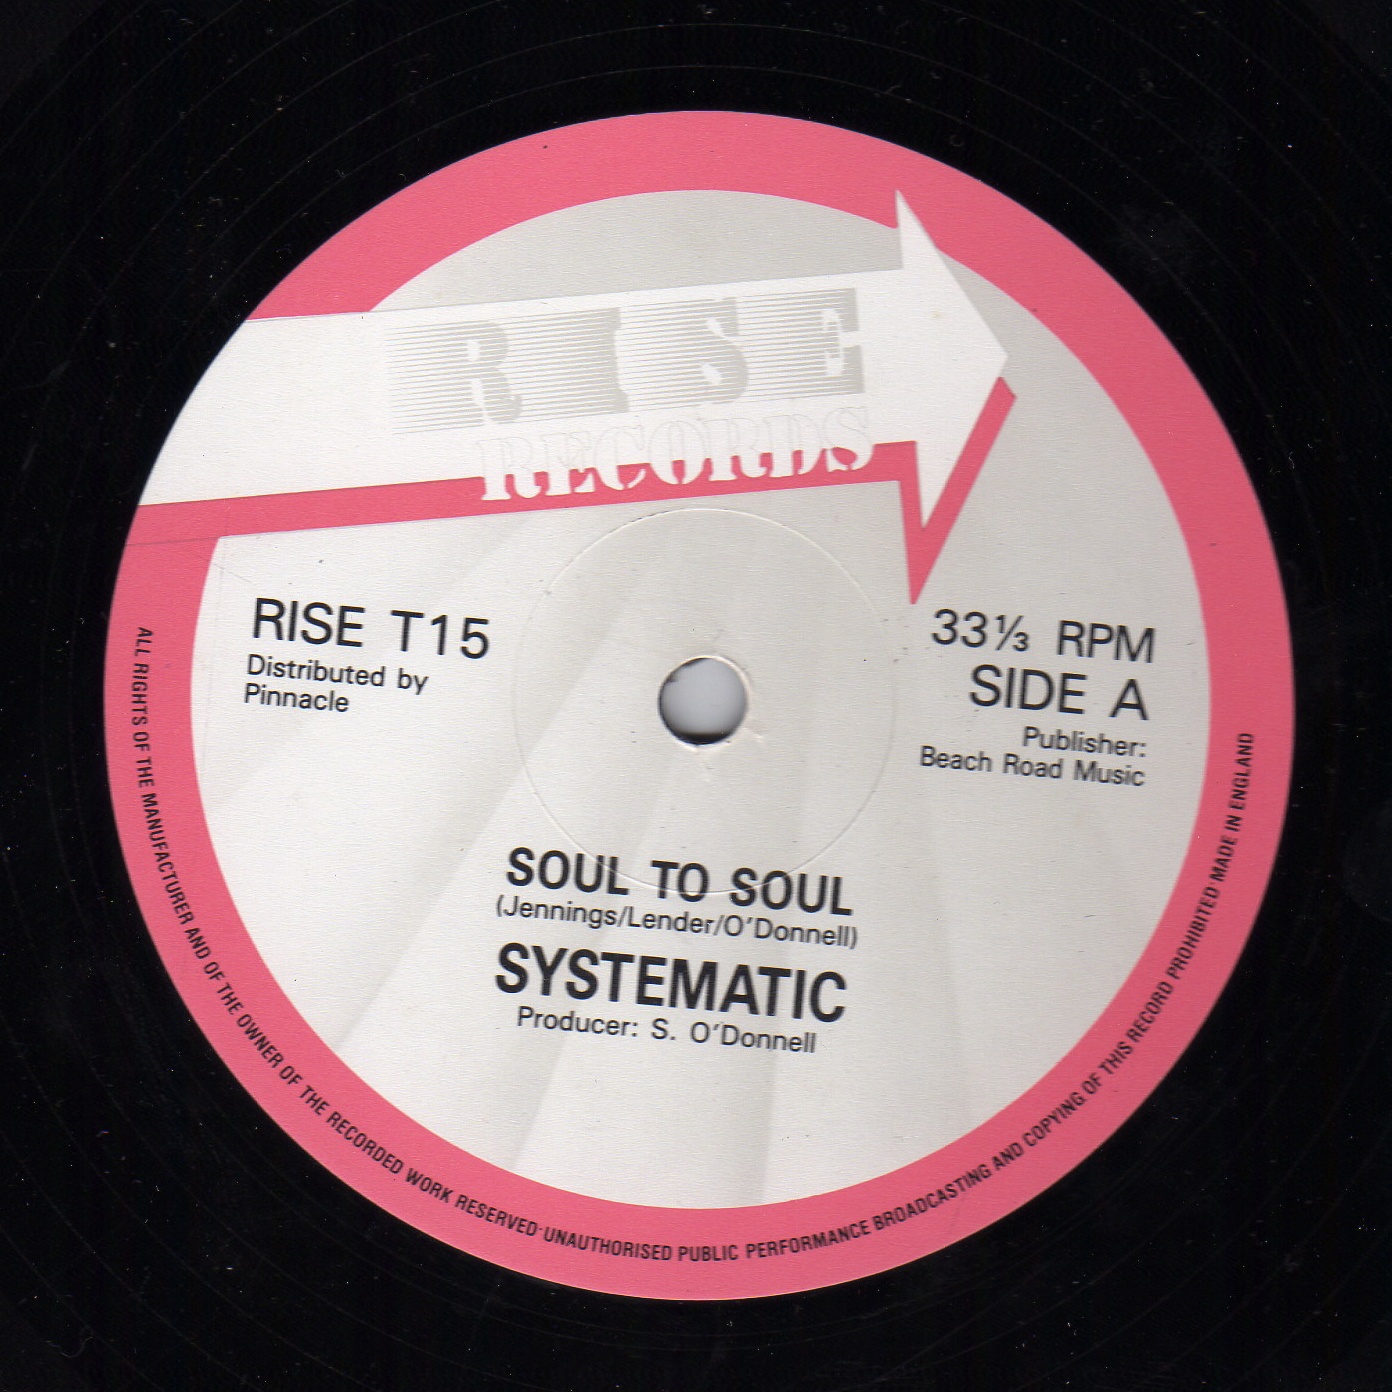 RISE
RECORDS
RISE T15
Distributed by
Pinnacle
33⅓ RPM
SIDE A
Publisher:
Beach Road Music
SOUL TO SOUL
(Jennings/Lender/O'Donnell)
SYSTEMATIC
Producer: S. O'Donnell
ALL RIGHTS OF THE MANUFACTURER AND OF THE OWNER OF THE RECORDED WORK RESERVED·UNAUTHORISED PUBLIC PERFORMANCE BROADCASTING AND COPYING OF THIS RECORD PROHIBITED·MADE IN ENGLAND